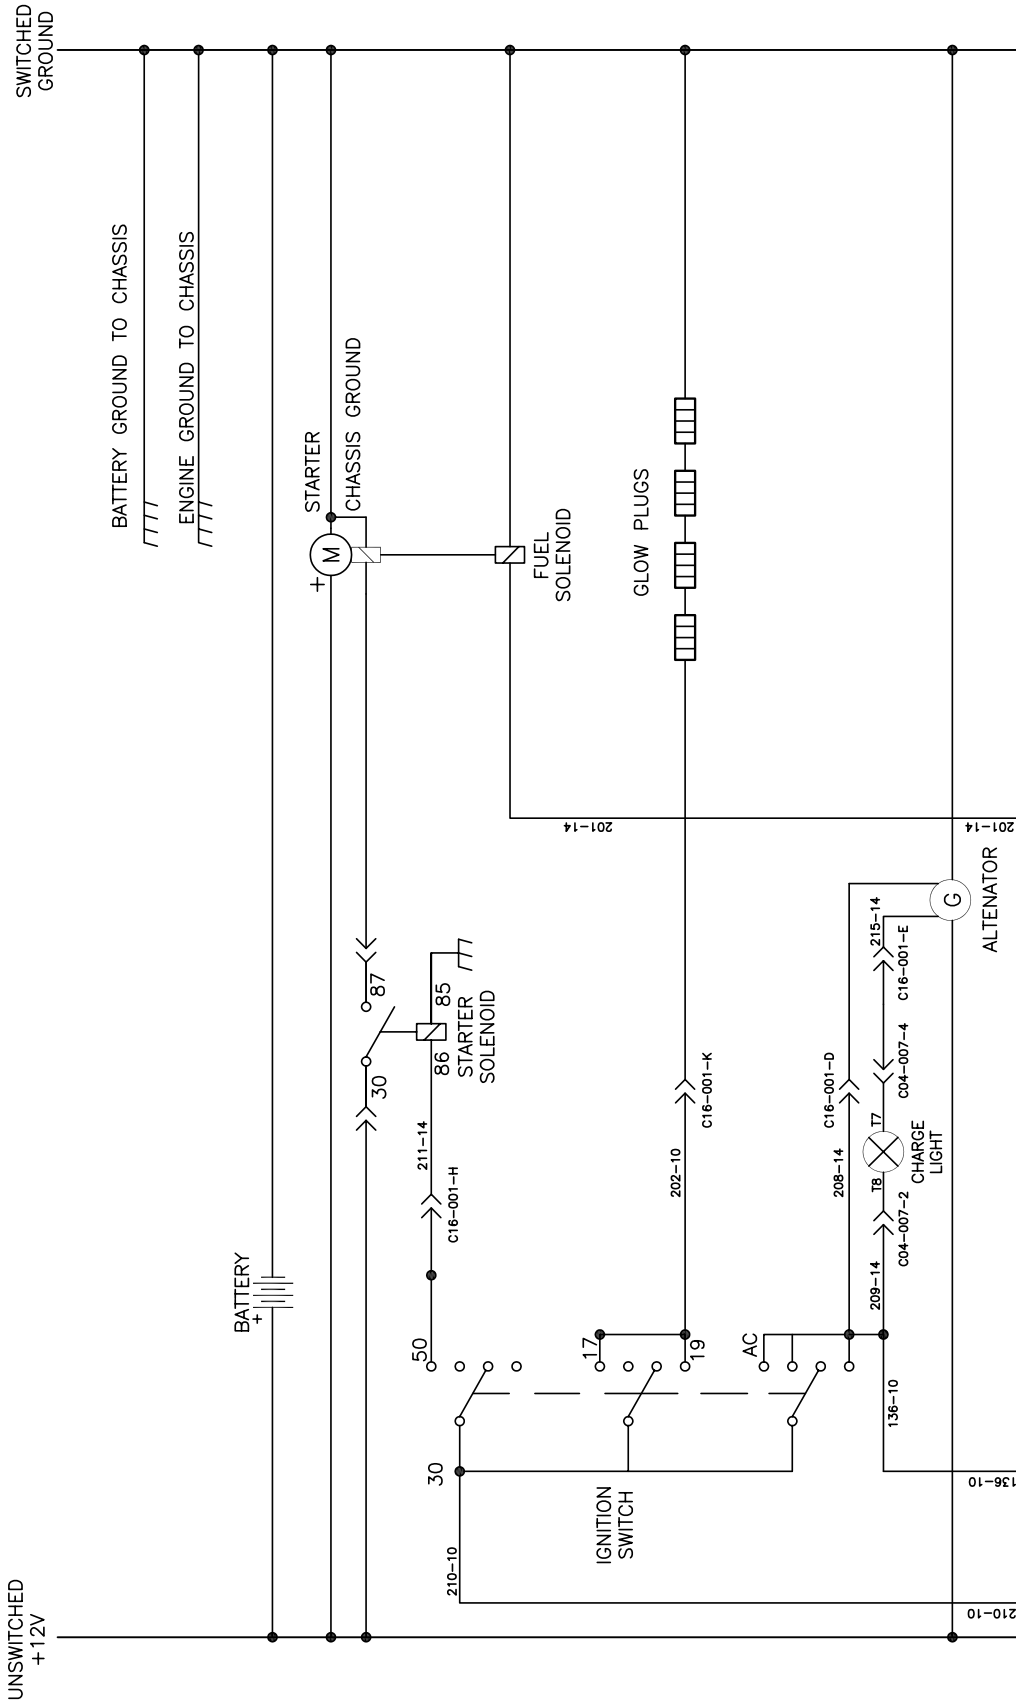 SWITCHED
GROUND
BATTERY GROUND TO CHASSIS
ENGINE GROUND TO CHASSIS
STARTER
CHASSIS GROUND
+
M
FUEL
SOLENOID
GLOW PLUGS
201-14
201-14
ALTENATOR
G
215-14
C16-001-E
C04-007-4
T7
CHARGE
LIGHT
T8
C04-007-2
209-14
C16-001-D
208-14
C16-001-K
202-10
87
30
85
86
STARTER
SOLENOID
211-14
C16-001-H
BATTERY
+
50
17
19
AC
30
IGNITION
SWITCH
136-10
136-10
210-10
210-10
UNSWITCHED
+12V